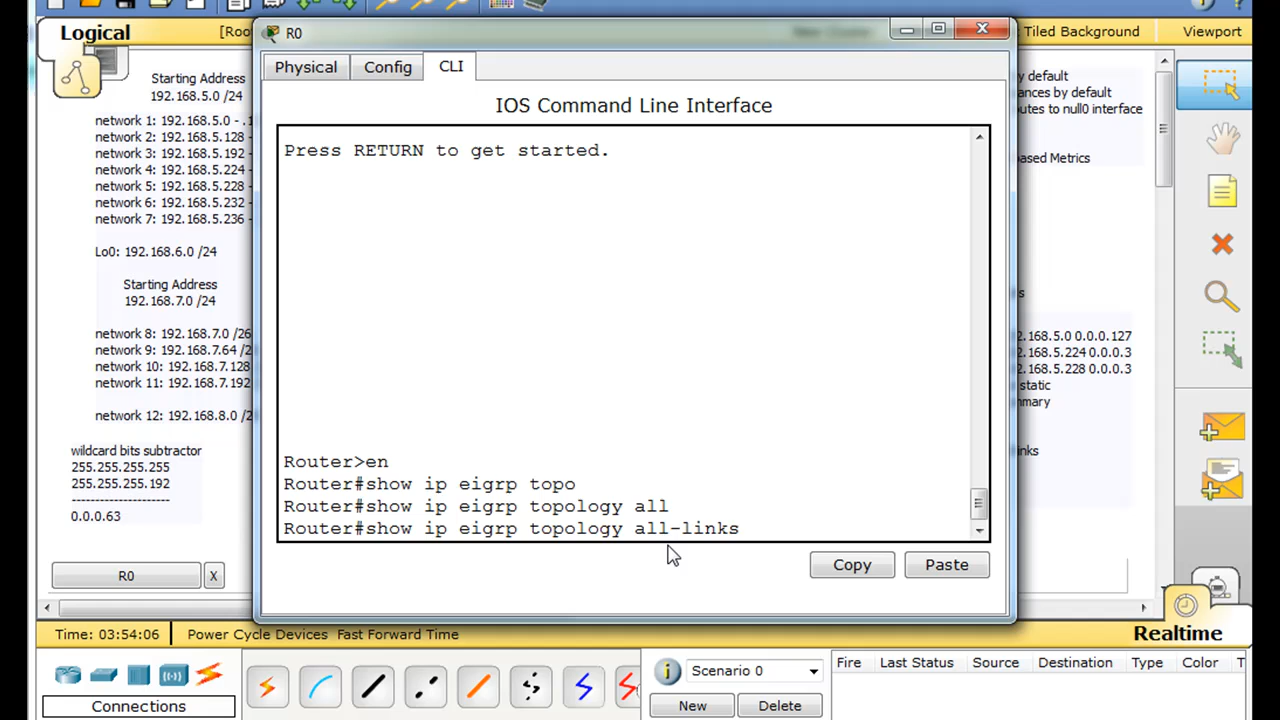 Logical
[Roo
R0
Tiled Background
Viewport
Physical
Config
CLI
IOS Command Line Interface
Press RETURN to get started.
Router>en
Router#show ip eigrp topo
Router#show ip eigrp topology all
Router#show ip eigrp topology all-links
Copy
Paste
Starting Address
192.168.5.0 /24
network 1: 192.168.5.0 - .1
network 2: 192.168.5.128 -
network 3: 192.168.5.192 -
network 4: 192.168.5.224 -
network 5: 192.168.5.228 -
network 6: 192.168.5.232 -
network 7: 192.168.5.236 -
Lo0: 192.168.6.0 /24
Starting Address
192.168.7.0 /24
network 8: 192.168.7.0 /26
network 9: 192.168.7.64 /2
network 10: 192.168.7.128
network 11: 192.168.7.192
network 12: 192.168.8.0 /2
wildcard bits subtractor
255.255.255.255
255.255.255.192
----------------------
0.0.0.63
R0
X
by default
ances by default
utes to null0 interface
based Metrics
s
2.168.5.0 0.0.0.127
2.168.5.224 0.0.0.3
2.168.5.228 0.0.0.3
static
mmary
inks
Time: 03:54:06
Power Cycle Devices
Fast Forward Time
Realtime
Connections
Scenario 0
New
Delete
Fire
Last Status
Source
Destination
Type
Color
T